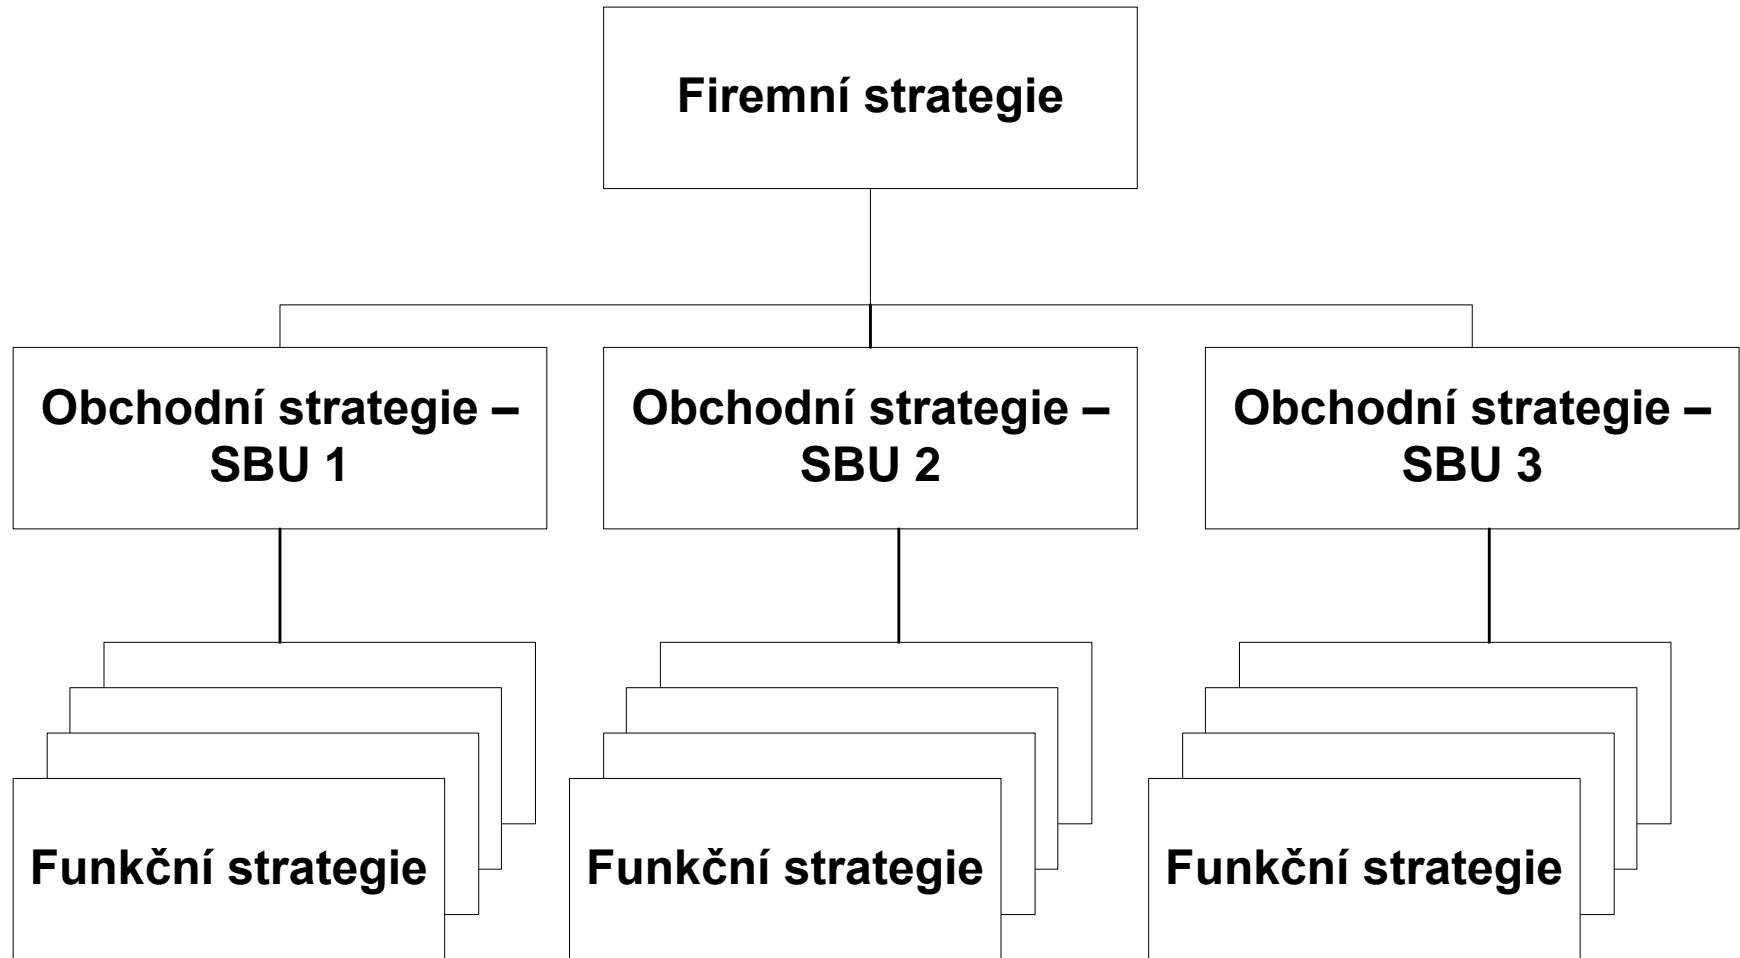 Firemní strategie
Obchodní strategie –
SBU 1
Obchodní strategie –
SBU 2
Obchodní strategie –
SBU 3
Funkční strategie
Funkční strategie
Funkční strategie